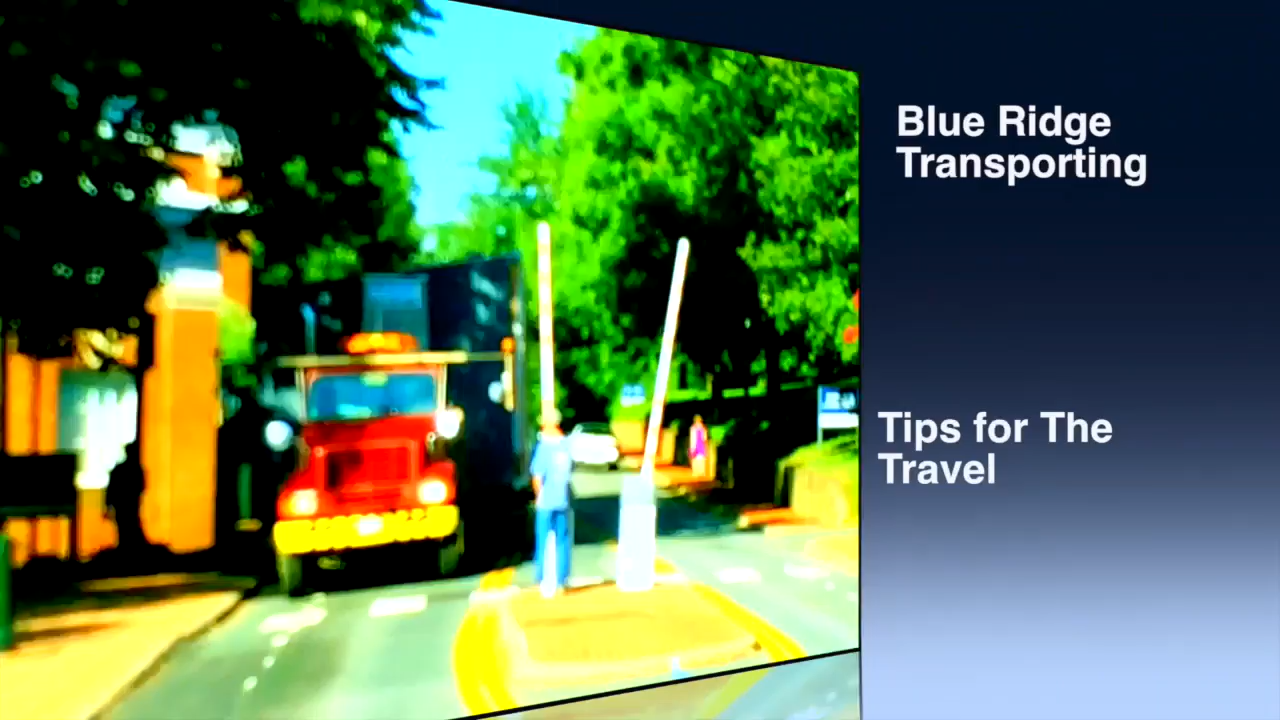 Blue Ridge
Transporting
Tips for The
Travel